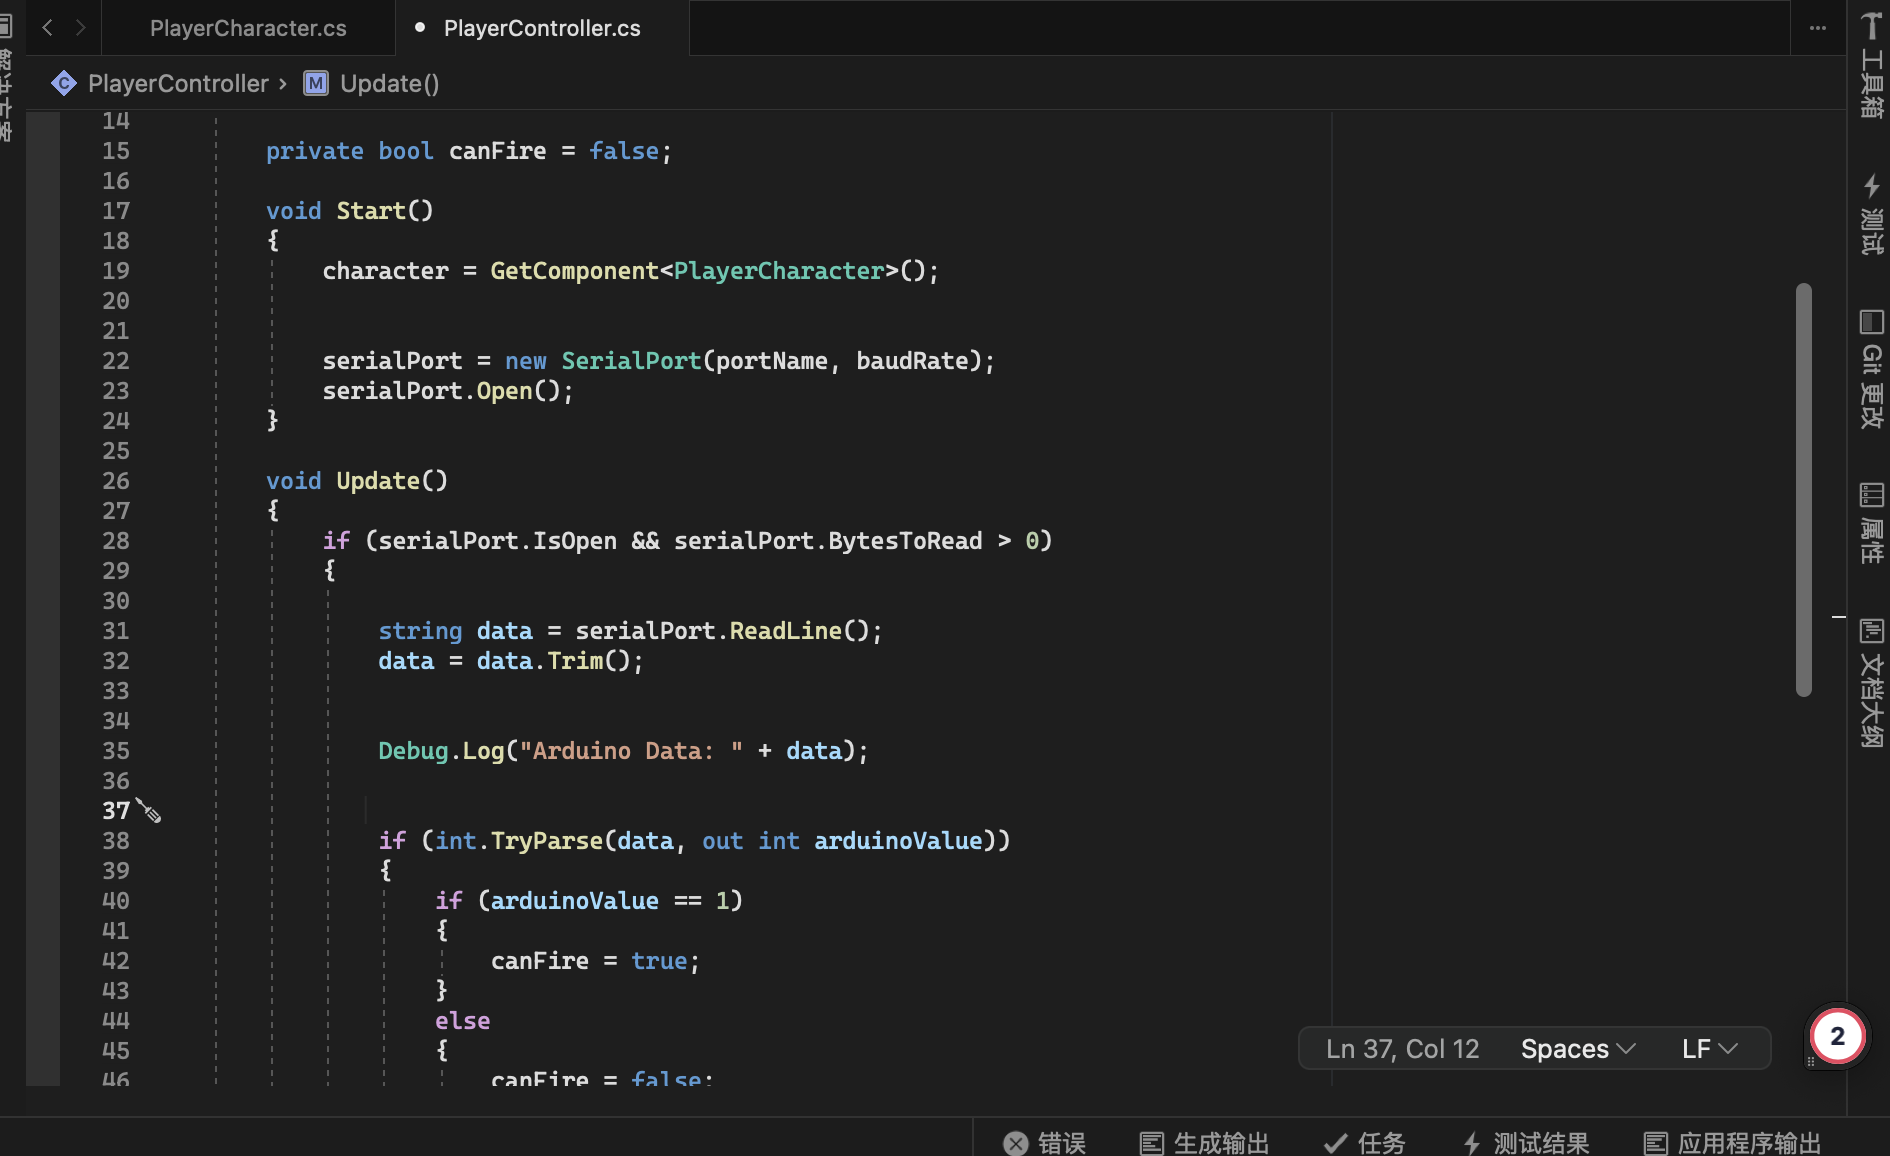 PlayerCharacter.cs
PlayerController.cs
PlayerController › M Update()
14
15 private bool canFire = false;
16
17 void Start()
18 {
19 character = GetComponent<PlayerCharacter>();
20
21
22 serialPort = new SerialPort(portName, baudRate);
23 serialPort.Open();
24 }
25
26 void Update()
27 {
28 if (serialPort.IsOpen && serialPort.BytesToRead > 0)
29 {
30
31 string data = serialPort.ReadLine();
32 data = data.Trim();
33
34
35 Debug.Log("Arduino Data: " + data);
36
37
38 if (int.TryParse(data, out int arduinoValue))
39 {
40 if (arduinoValue == 1)
41 {
42 canFire = true;
43 }
44 else
45 {
46 canFire = false;
Ln 37, Col 12 Spaces LF
2
解决方案
工具箱
测试
Git 更改
属性
文档大纲
错误 生成输出 任务 测试结果 应用程序输出